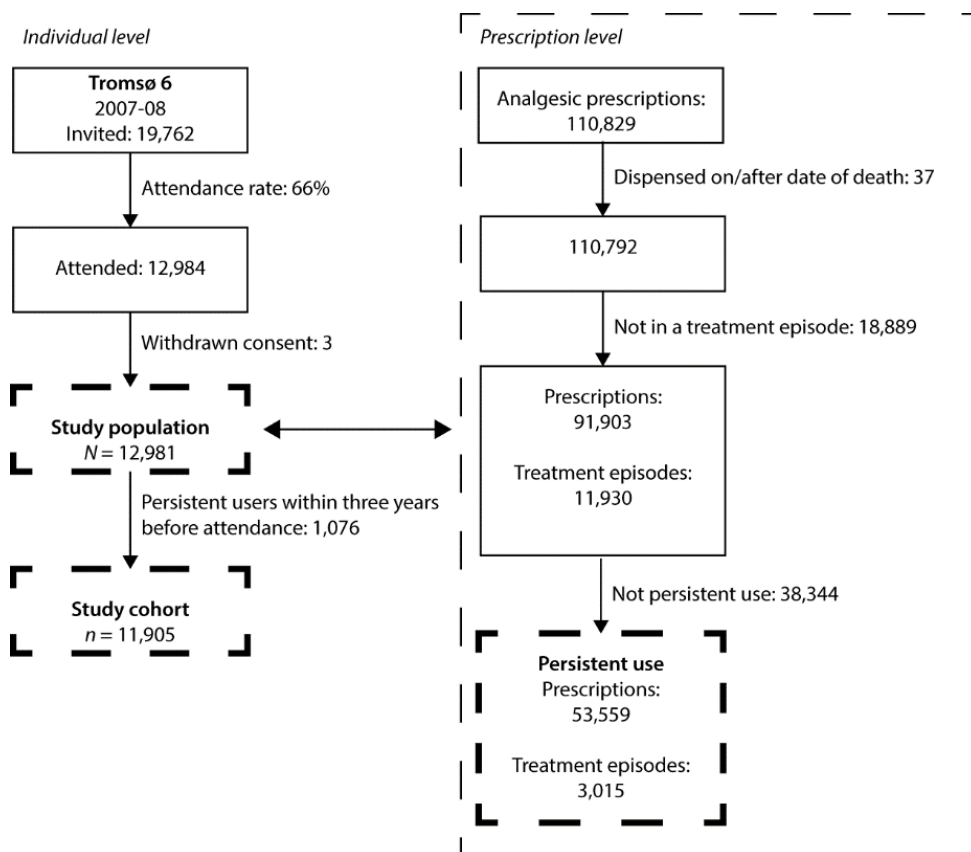 Individual level
Tromsø 6
2007-08
Invited: 19,762
Attendance rate: 66%
Attended: 12,984
Withdrawn consent: 3
Study population
N = 12,981
Persistent users within three years
before attendance: 1,076
Study cohort
n = 11,905
Prescription level
Analgesic prescriptions:
110,829
Dispensed on/after date of death: 37
110,792
Not in a treatment episode: 18,889
Prescriptions:
91,903
Treatment episodes:
11,930
Not persistent use: 38,344
Persistent use
Prescriptions:
53,559
Treatment episodes:
3,015